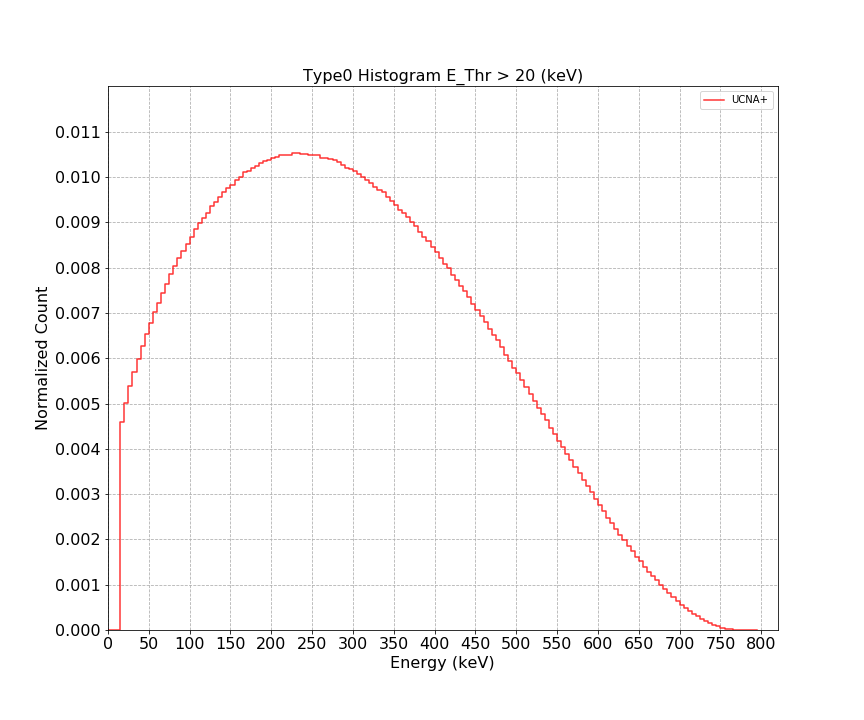 Type0 Histogram E_Thr > 20 (keV)
UCNA+
0.011
0.010
0.009
0.008
0.007
0.006
0.005
0.004
0.003
0.002
0.001
0.000
Normalized Count
0 50 100 150 200 250 300 350 400 450 500 550 600 650 700 750 800
Energy (keV)